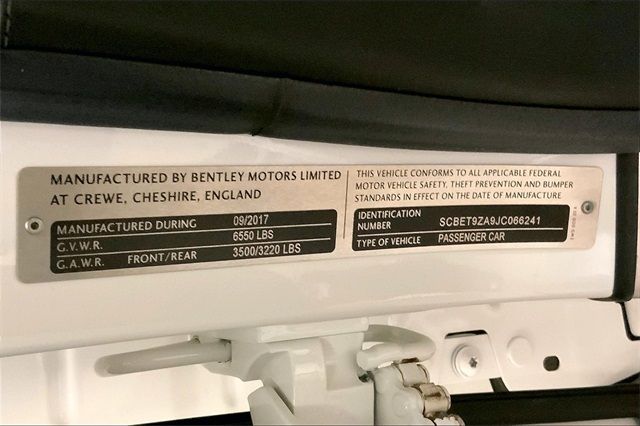 MANUFACTURED BY BENTLEY MOTORS LIMITED
AT CREWE, CHESHIRE, ENGLAND
MANUFACTURED DURING 09/2017
G.V.W.R. 6550 LBS
G.A.W.R. FRONT/REAR 3500/3220 LBS
THIS VEHICLE CONFORMS TO ALL APPLICABLE FEDERAL
MOTOR VEHICLE SAFETY, THEFT PREVENTION AND BUMPER
STANDARDS IN EFFECT ON THE DATE OF MANUFACTURE
IDENTIFICATION
NUMBER SCBET9ZA9JC066241
TYPE OF VEHICLE PASSENGER CAR